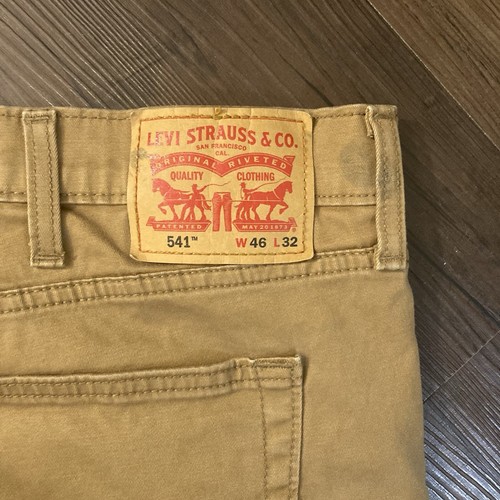 LEVI STRAUSS & CO.
SAN FRANCISCO
CAL.
ORIGINAL RIVETED
QUALITY CLOTHING
PATENTED MAY 20 1873
541™ W 46 L 32